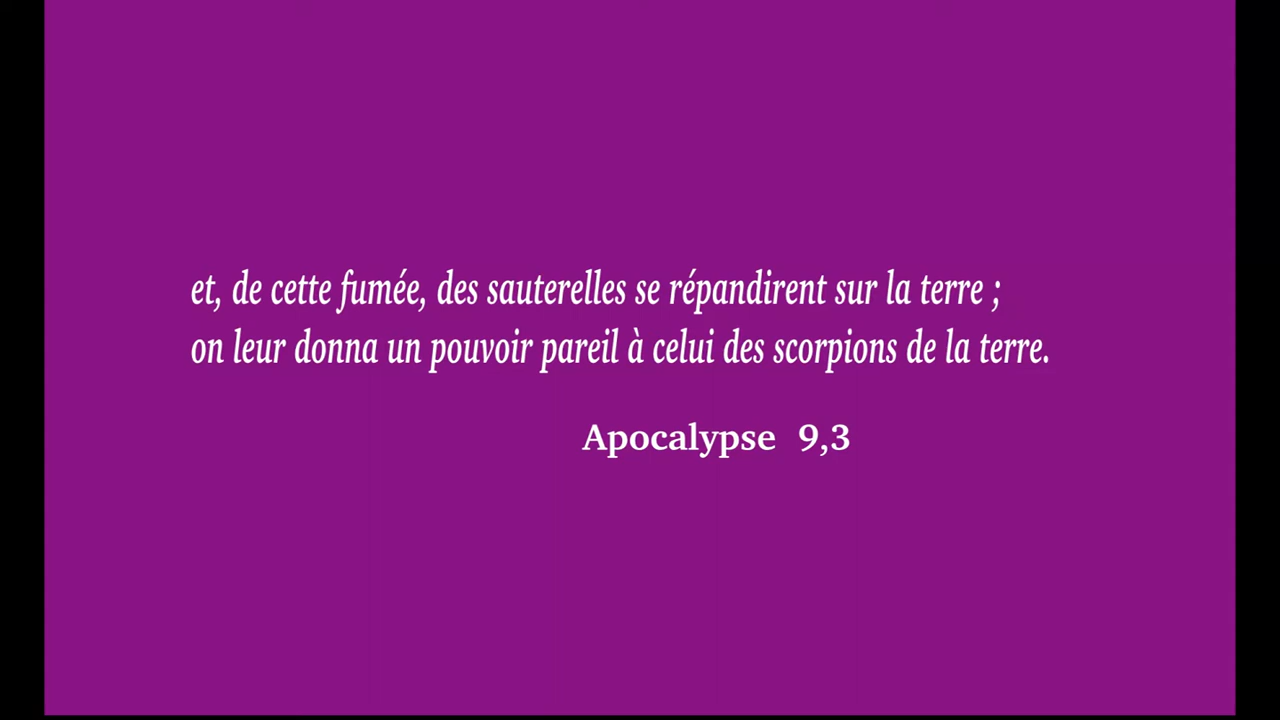 et, de cette fumée, des sauterelles se répandirent sur la terre ;
on leur donna un pouvoir pareil à celui des scorpions de la terre.
Apocalypse 9,3